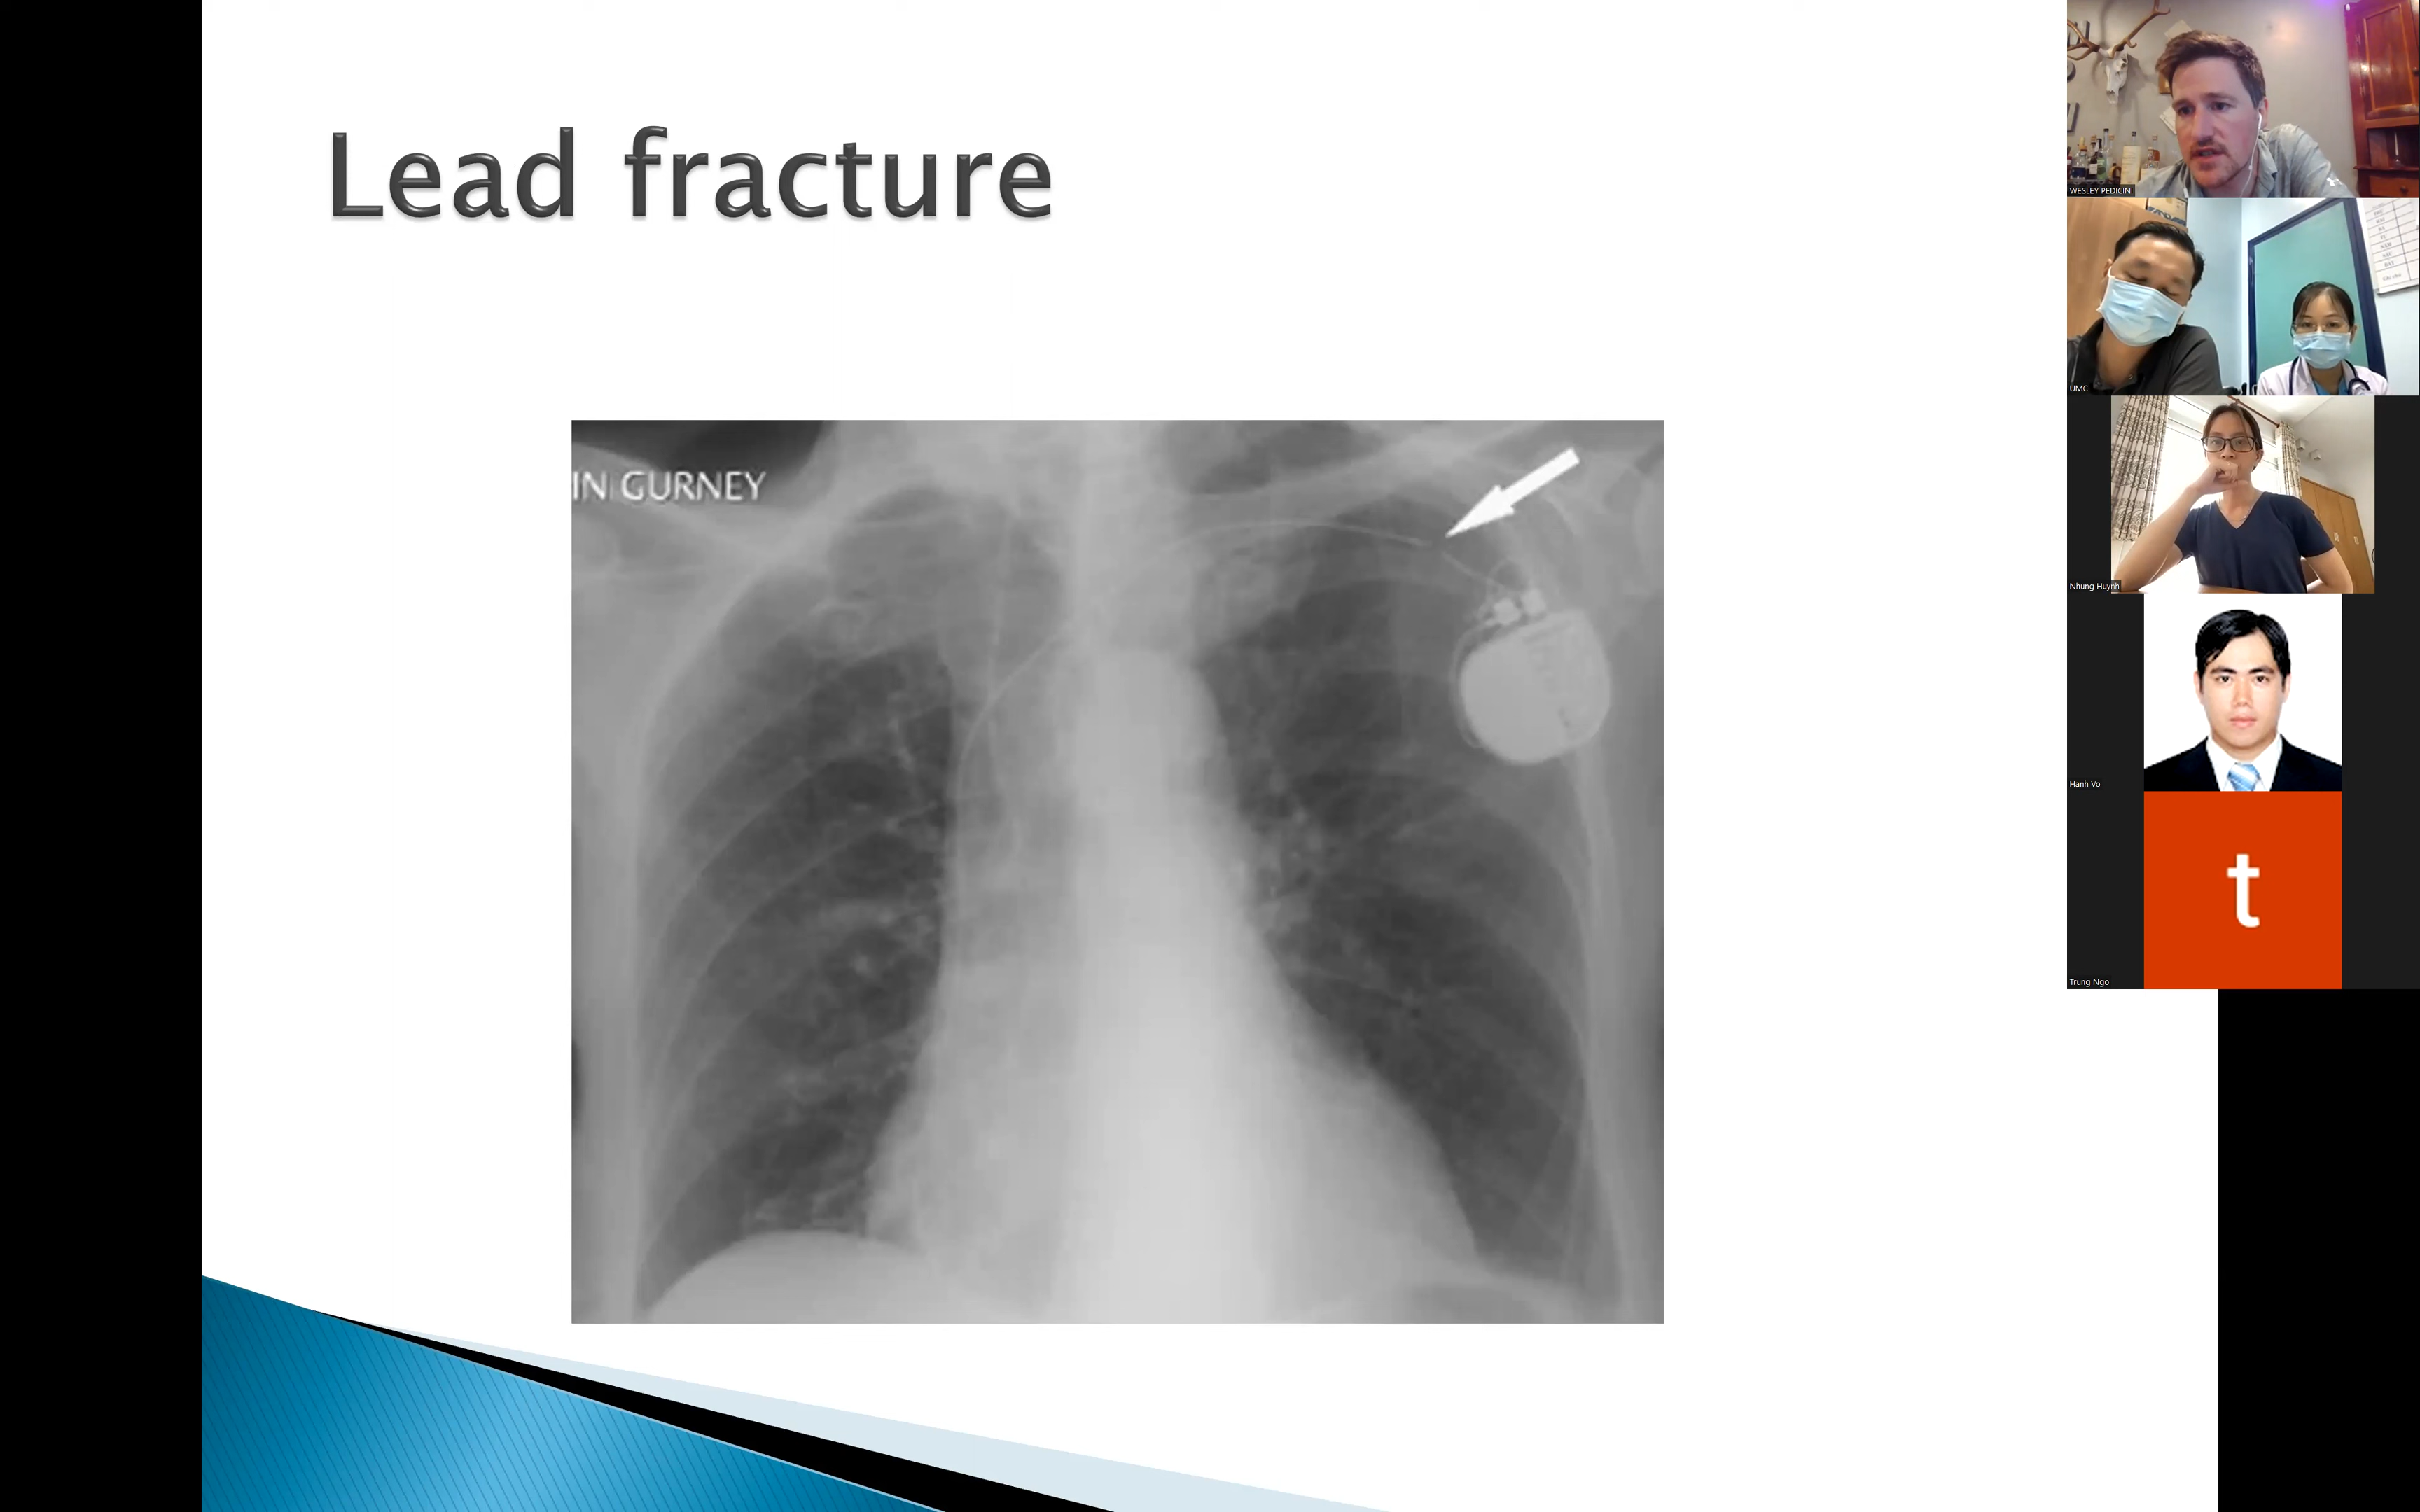 Lead fracture
IN GURNEY
WESLEY PEDICINI
UMC
Nhung Huynh
Hanh Vo
t
Trung Ngo